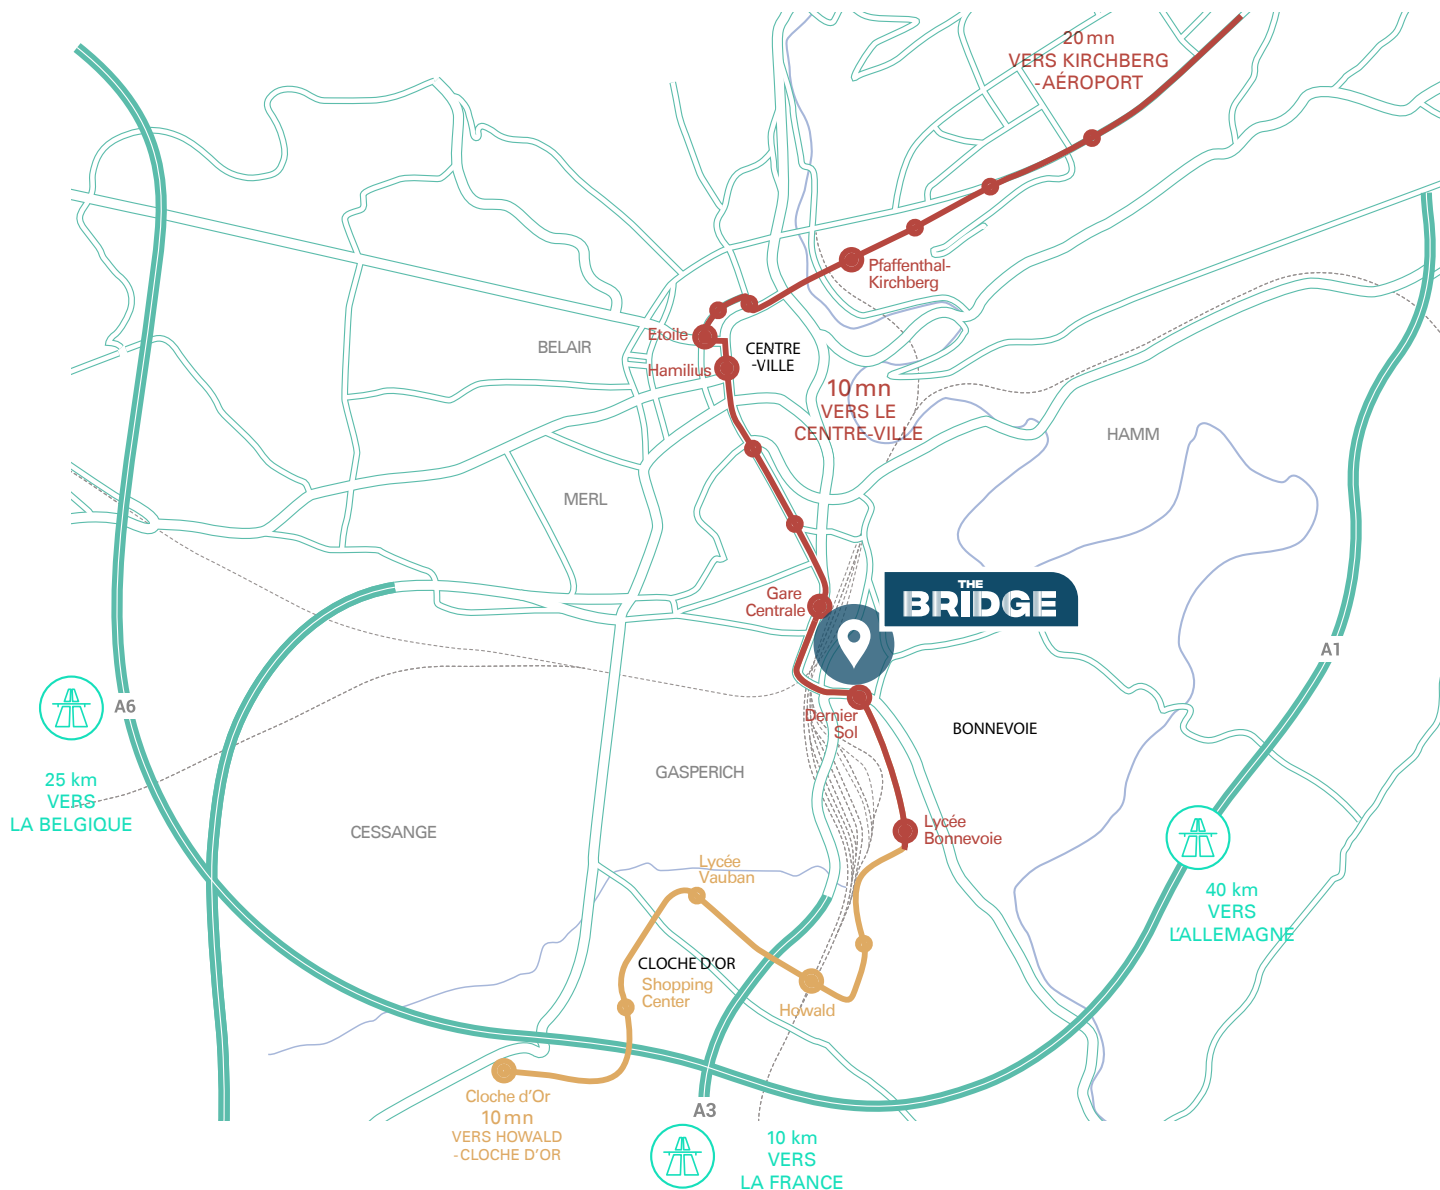 20 mn
VERS KIRCHBERG
-AÉROPORT
Pfaffenthal-
Kirchberg
Etoile
BELAIR
CENTRE
-VILLE
Hamilius
10 mn
VERS LE
CENTRE-VILLE
HAMM
MERL
THE
BRIDGE
Gare
Centrale
A1
A6
Dernier
Sol
BONNEVOIE
25 km
VERS
LA BELGIQUE
GASPERICH
CESSANGE
Lycée
Bonnevoie
Lycée
Vauban
40 km
VERS
L'ALLEMAGNE
CLOCHE D'OR
Shopping
Center
Howald
Cloche d'Or
10 mn
VERS HOWALD
-CLOCHE D'OR
A3
10 km
VERS
LA FRANCE